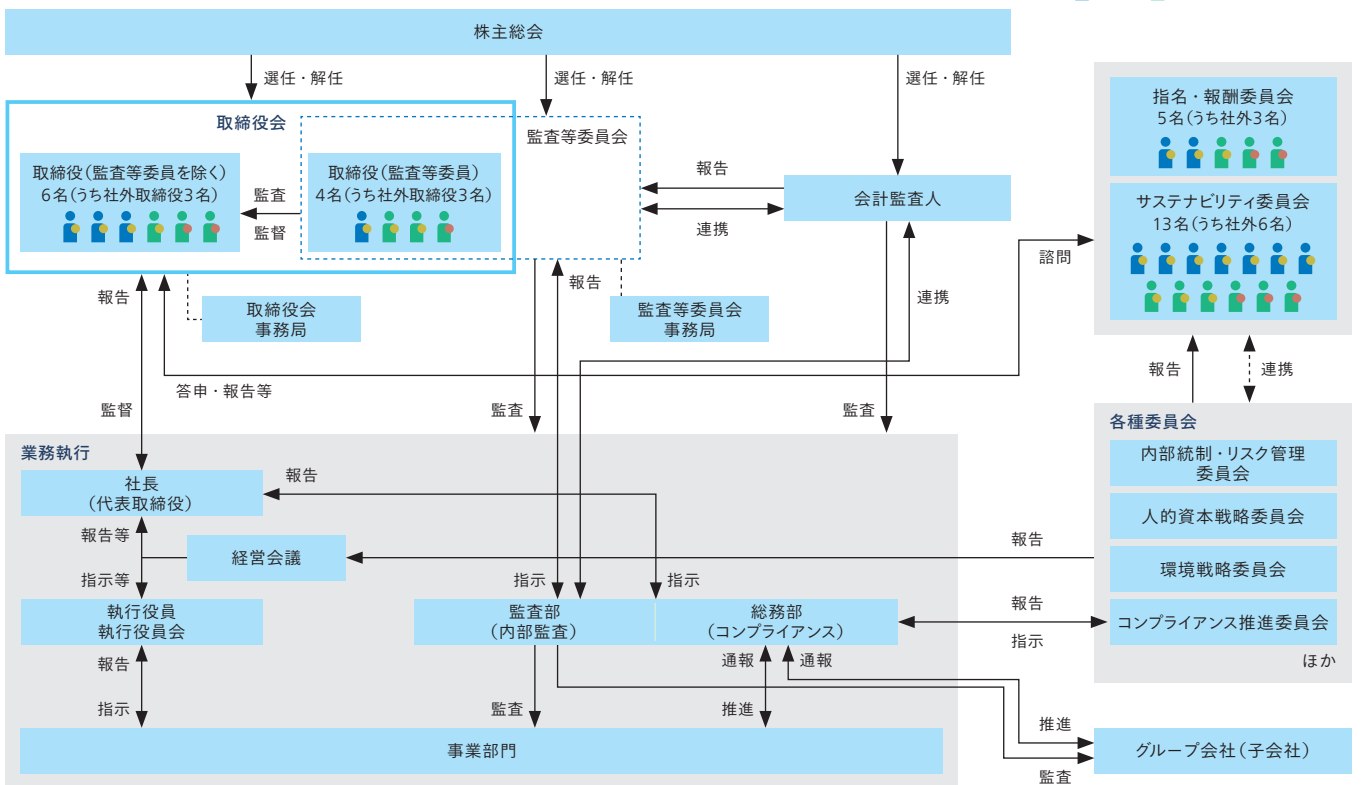 株主総会
選任・解任
選任・解任
選任・解任
取締役会
監査等委員会
取締役(監査等委員を除く)
6名(うち社外取締役3名)
監査
監督
取締役(監査等委員)
4名(うち社外取締役3名)
報告
連携
会計監査人
指名・報酬委員会
5名(うち社外3名)
サステナビリティ委員会
13名(うち社外6名)
諮問
報告
取締役会
事務局
報告
監査等委員会
事務局
連携
答申・報告等
監督
監査
監査
報告
連携
業務執行
社長
(代表取締役)
報告
報告等
経営会議
指示等
執行役員
執行役員会
報告
指示
指示
指示
監査部
(内部監査)
総務部
(コンプライアンス)
通報
通報
監査
推進
事業部門
各種委員会
内部統制・リスク管理
委員会
人的資本戦略委員会
環境戦略委員会
コンプライアンス推進委員会
ほか
報告
報告
指示
推進
グループ会社(子会社)
監査